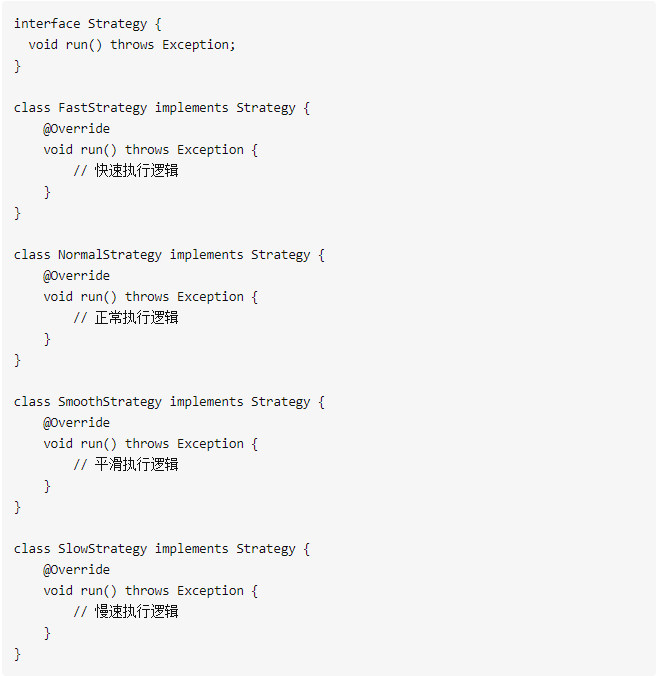 interface Strategy {
  void run() throws Exception;
}

class FastStrategy implements Strategy {
    @Override
    void run() throws Exception {
        // 快速执行逻辑
    }
}

class NormalStrategy implements Strategy {
    @Override
    void run() throws Exception {
        // 正常执行逻辑
    }
}

class SmoothStrategy implements Strategy {
    @Override
    void run() throws Exception {
        // 平滑执行逻辑
    }
}

class SlowStrategy implements Strategy {
    @Override
    void run() throws Exception {
        // 慢速执行逻辑
    }
}